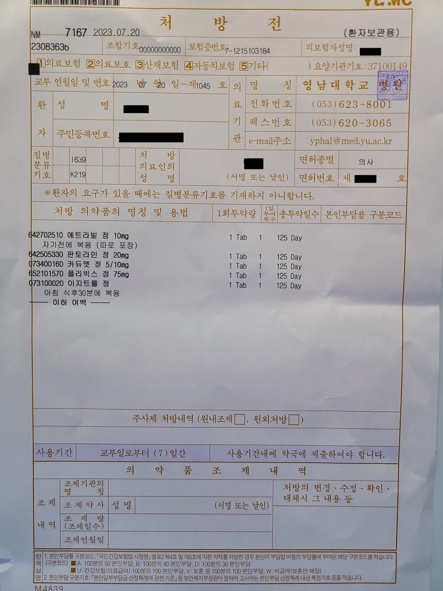 YL.MC
처 방 전
(환자보관용)
NM 7167 2023.07.20
2308363b 조합기호 00000000000 보험증번호 7-1215103184 피보험자성명:
①의료보험 ②의료보호 ③산재보험 ④자동차보험 ⑤기타( ) 요양기관기호: 37100149
교투 연월일 및 번호 2023 년 07 월 20 일 - 제1045 호
의료기관
명 칭 영남대학교 병원
전화번호 (053)623-8001
팩스번호 (053)620-3065
e-mail주소 yphal@med.yu.ac.kr
환자
성 명
주민등록번호
질병분류기호
I639
K219
처 방 의료인의 성 명
(서명 또는 날인)
면허종별 의사
면허번호 제 호
※환자의 요구가 있을 때에는 질병분류기호를 기재하지 아니합니다.
처방 의약품의 명칭 및 용법 1회투약량 1일투여횟수 총투약일수 본인부담률 구분코드
642702510 에트라빌 정 10mg 1 Tab 1 125 Day
자기전에 복용 (따로 포장)
642505330 판토라인 정 20mg 1 Tab 1 125 Day
073400160 카듀엣 정 5/10mg 1 Tab 1 125 Day
652101570 플라빅스 정 75mg 1 Tab 1 125 Day
073100020 이지트롤 정 1 Tab 1 125 Day
아침 식후30분에 복용
─── 이하 여백 ───
주사제 처방내역 (원내조제□, 원외처방□)
사용기간 교부일로부터 (7) 일간 사용기간내에 약국에 제출하여야 합니다.
의 약 품 조 제 내 역
조제내역
조제기관의 명 칭
조제약사 성 명 (서명 또는 날인)
조 제 량 (조제일수)
조제연월일
처방의 변경·수정·확인·대체시 그 내용 등
M4839